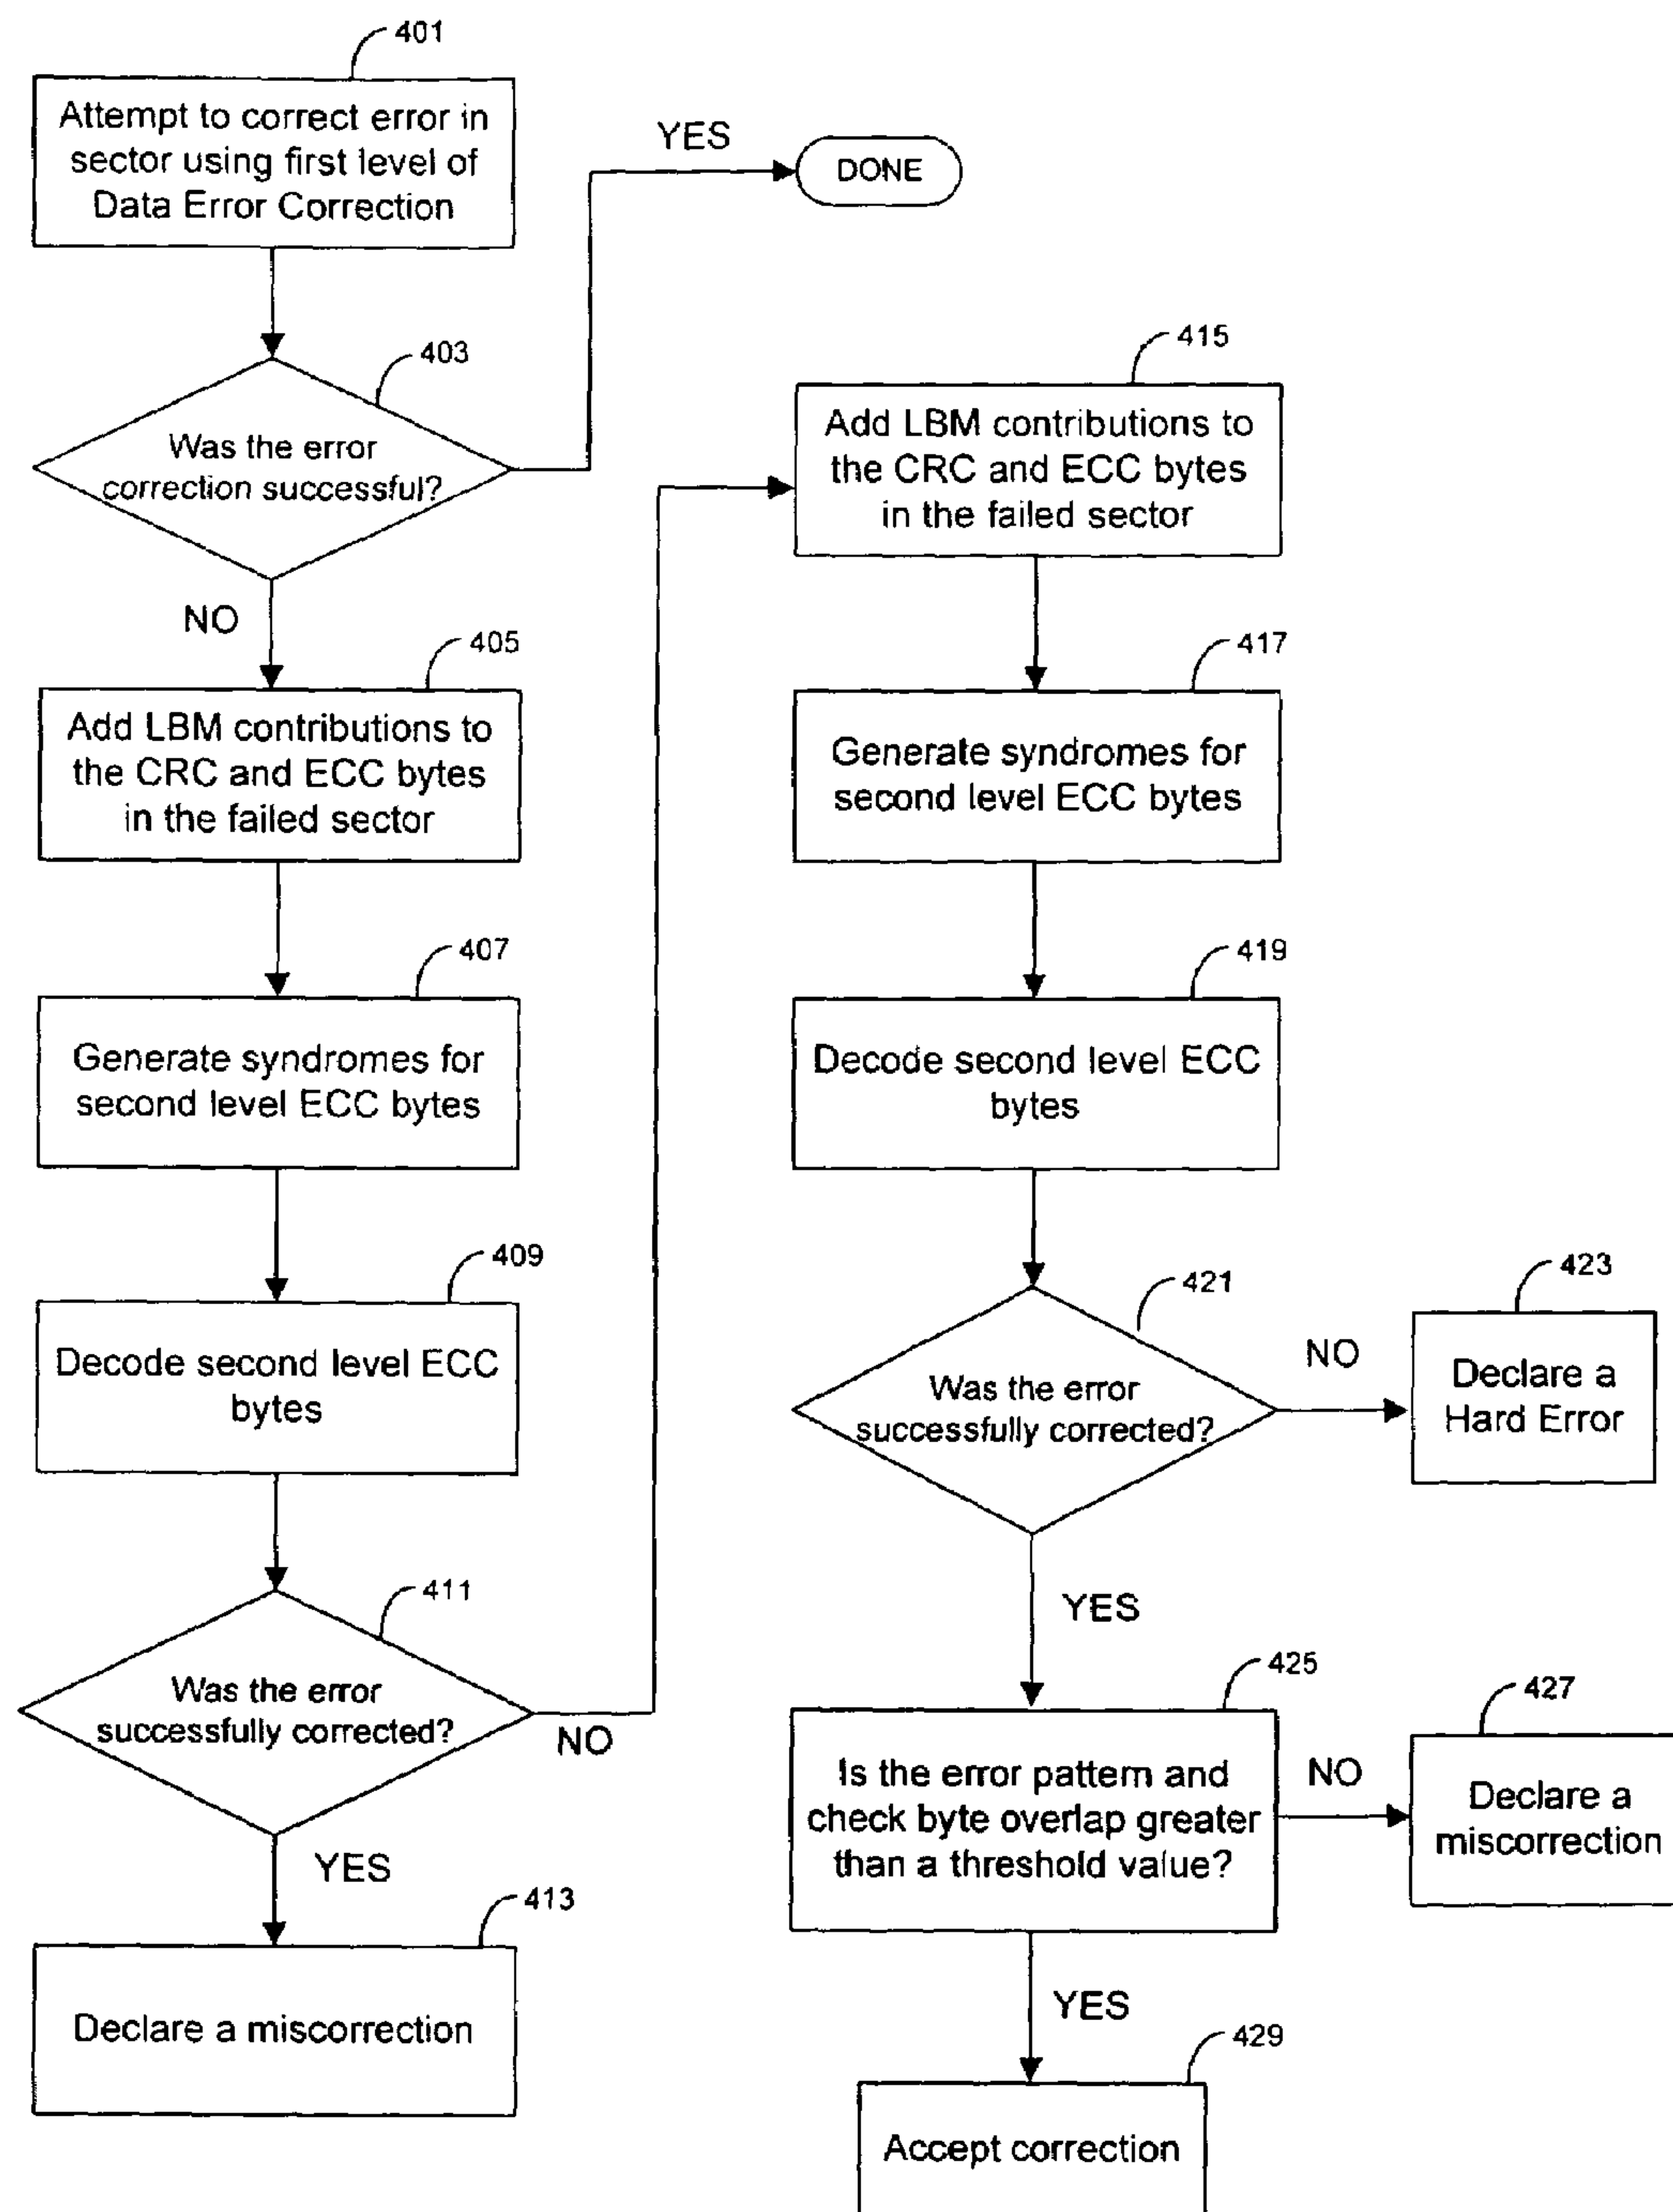 401
Attempt to correct error in
sector using first level of
Data Error Correction
YES
DONE
403
Was the error
correction successful?
NO
405
Add LBM contributions to
the CRC and ECC bytes
in the failed sector
407
Generate syndromes for
second level ECC bytes
409
Decode second level ECC
bytes
411
Was the error
successfully corrected?
NO
YES
413
Declare a miscorrection
415
Add LBM contributions to
the CRC and ECC bytes
in the failed sector
417
Generate syndromes for
second level ECC bytes
419
Decode second level ECC
bytes
421
Was the error
successfully corrected?
NO
423
Declare a
Hard Error
YES
425
Is the error pattern and
check byte overlap greater
than a threshold value?
NO
427
Declare a
miscorrection
YES
429
Accept correction